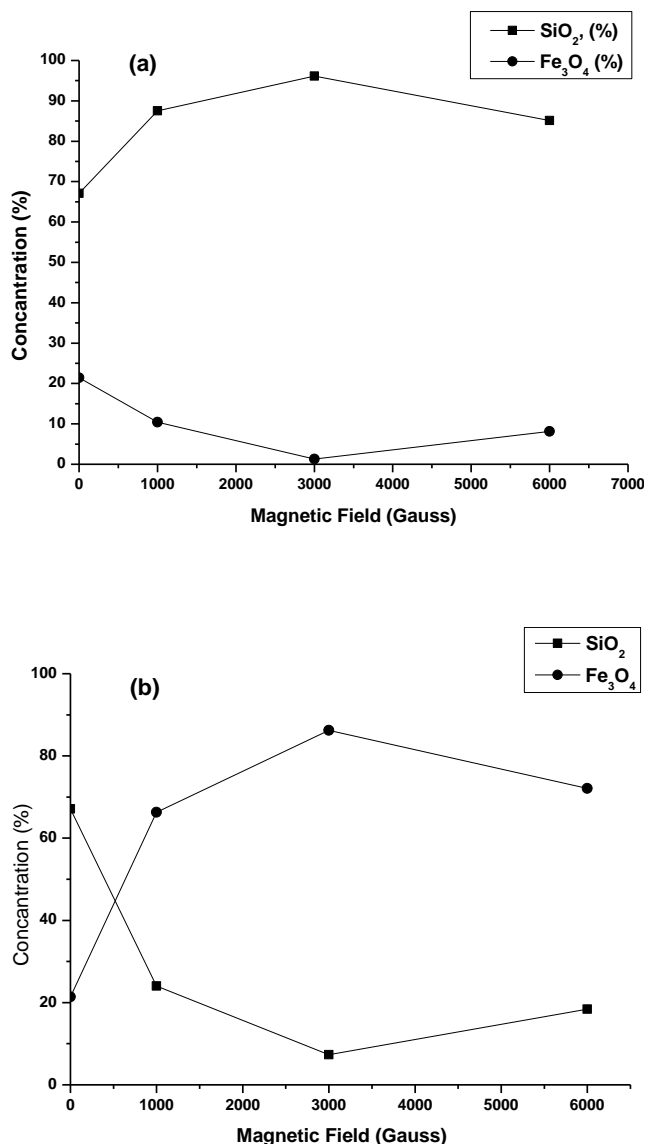 SiO2, (%)
Fe3O4 (%)
(a)
100
90
80
70
60
50
40
30
20
10
0
Concantration (%)
0 1000 2000 3000 4000 5000 6000 7000
Magnetic Field (Gauss)
SiO2
Fe3O4
(b)
100
80
60
40
20
0
Concantration (%)
0 1000 2000 3000 4000 5000 6000
Magnetic Field (Gauss)